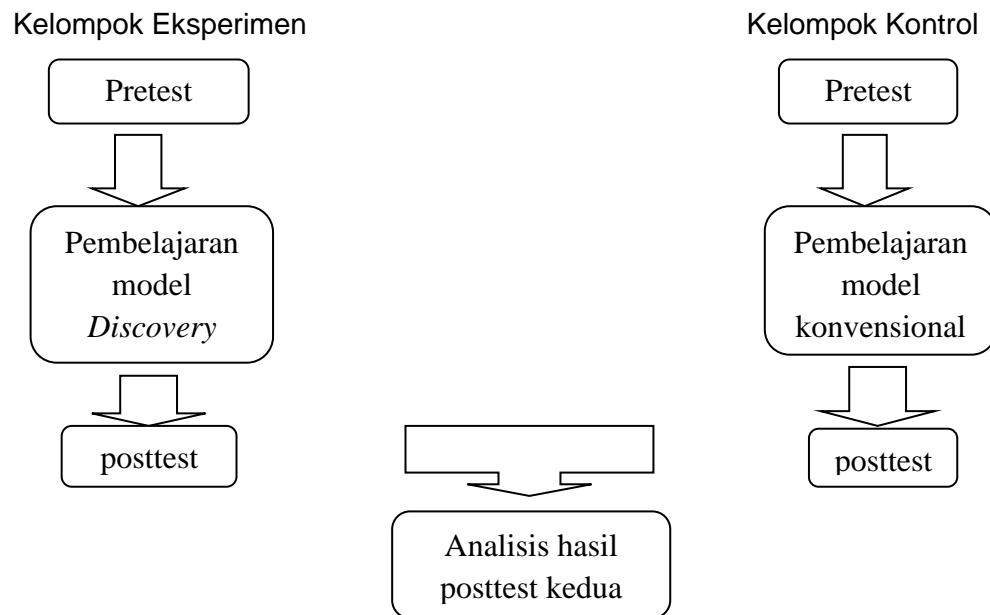 Kelompok Eksperimen
Kelompok Kontrol
Pretest
Pretest
Pembelajaran
model
Discovery
Pembelajaran
model
konvensional
posttest
posttest
Analisis hasil
posttest kedua